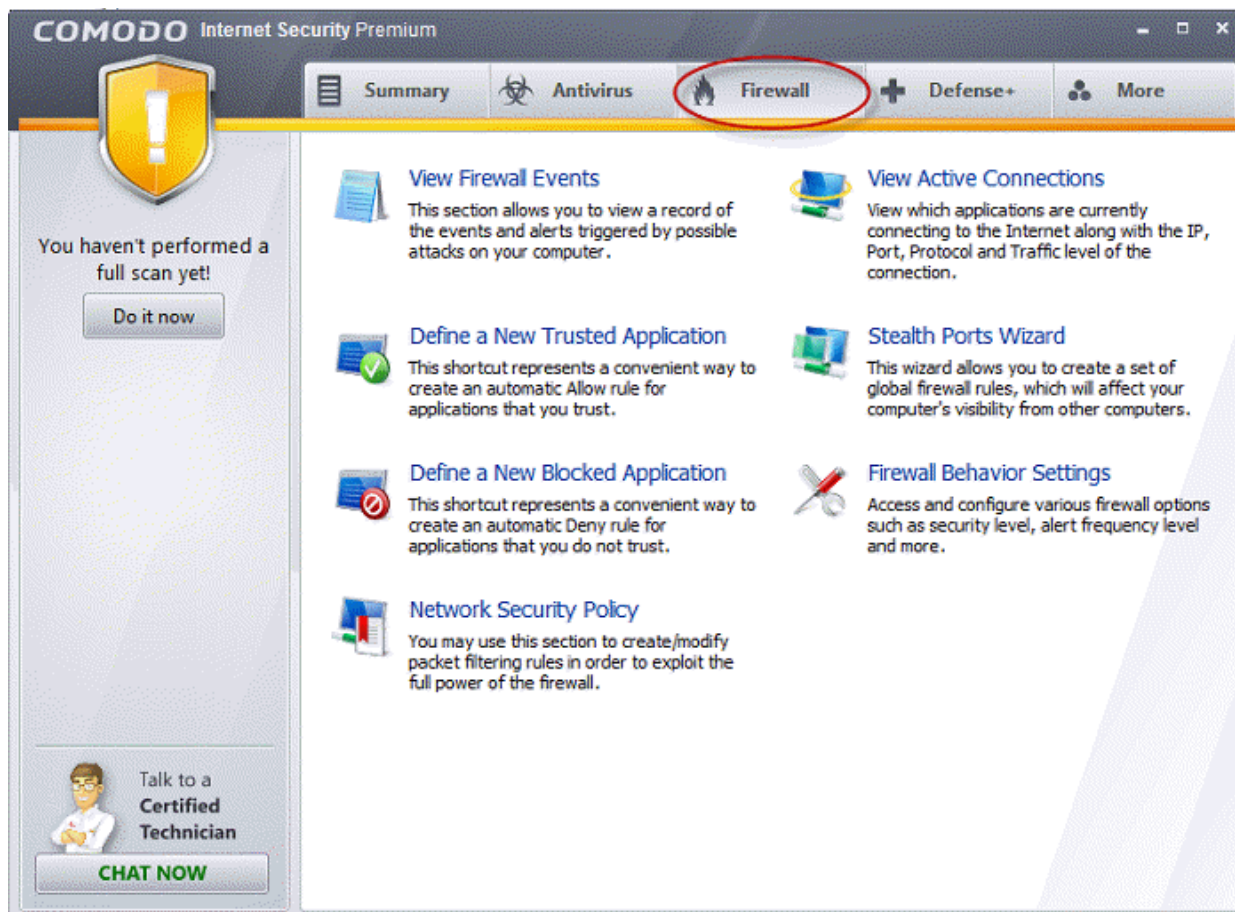 COMODO Internet Security Premium
Summary
Antivirus
Firewall
Defense+
More
You haven't performed a
full scan yet!
Do it now
View Firewall Events
This section allows you to view a record of
the events and alerts triggered by possible
attacks on your computer.
View Active Connections
View which applications are currently
connecting to the Internet along with the IP,
Port, Protocol and Traffic level of the
connection.
Define a New Trusted Application
This shortcut represents a convenient way to
create an automatic Allow rule for
applications that you trust.
Stealth Ports Wizard
This wizard allows you to create a set of
global firewall rules, which will affect your
computer's visibility from other computers.
Define a New Blocked Application
This shortcut represents a convenient way to
create an automatic Deny rule for
applications that you do not trust.
Firewall Behavior Settings
Access and configure various firewall options
such as security level, alert frequency level
and more.
Network Security Policy
You may use this section to create/modify
packet filtering rules in order to exploit the
full power of the firewall.
Talk to a
Certified
Technician
CHAT NOW